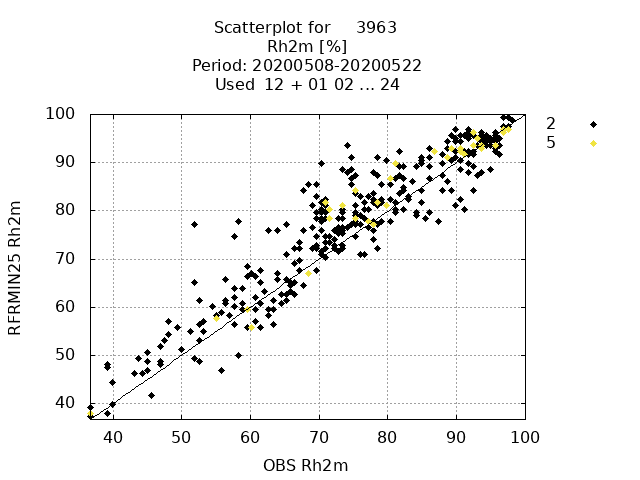 Scatterplot for 3963
Rh2m [%]
Period: 20200508-20200522
Used 12 + 01 02 ... 24
2
5
RFRMIN25 Rh2m
100
90
80
70
60
50
40
40 50 60 70 80 90 100
OBS Rh2m